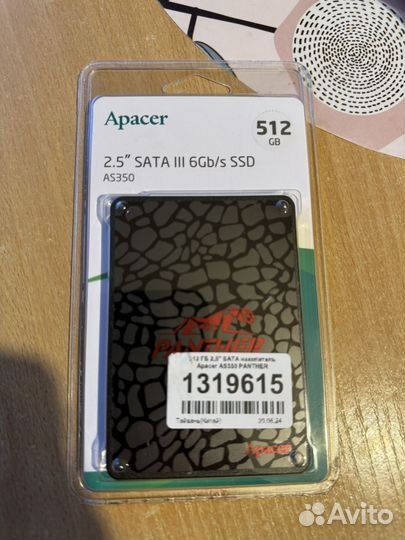 Apacer
512
GB
2.5" SATA III 6Gb/s SSD
AS350
PANTHER
512 ГБ 2,5" SATA накопитель
Apacer AS350 PANTHER
1319615
Тайвань(Китай)
Apacer
Avito